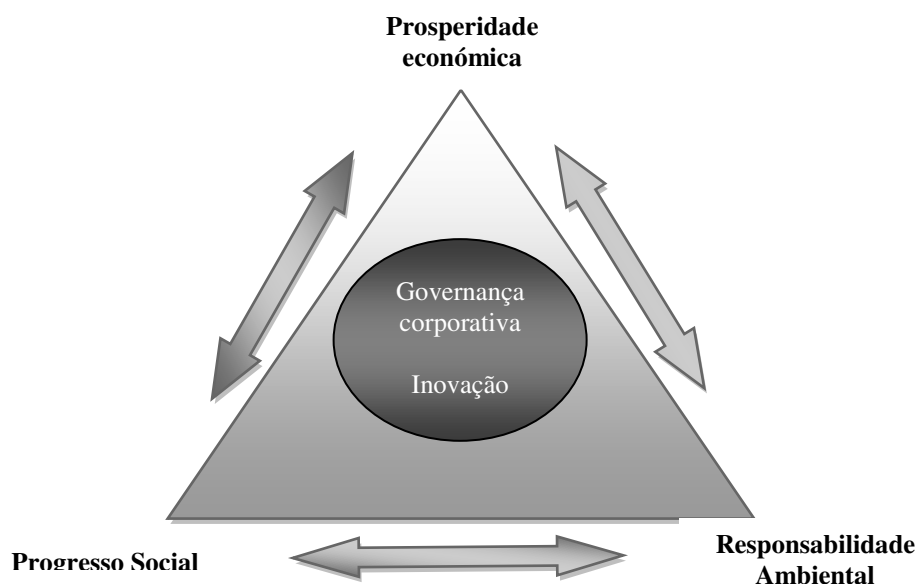 Prosperidade
económica
Governança
corporativa
Inovação
Progresso Social
Responsabilidade
Ambiental